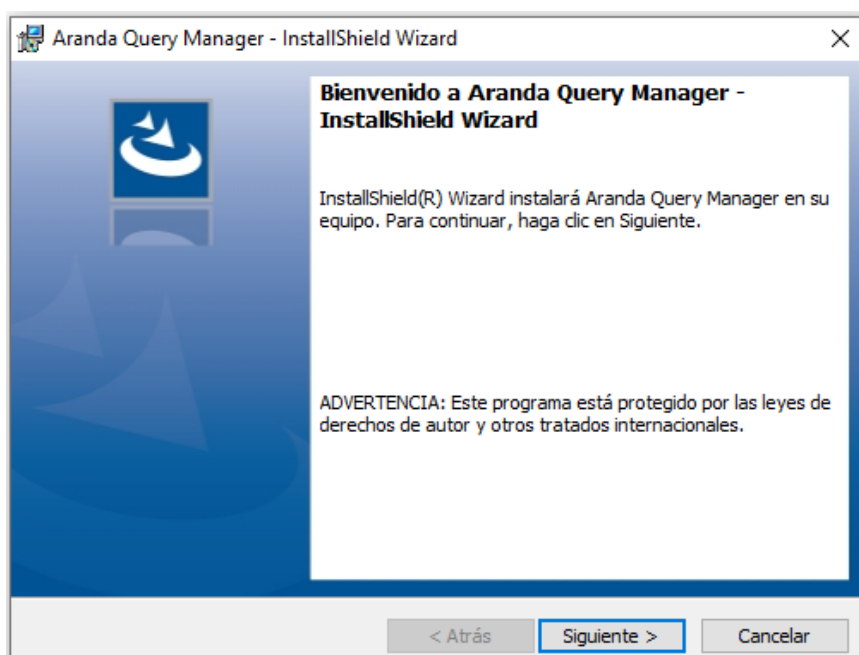 Aranda Query Manager - InstallShield Wizard
Bienvenido a Aranda Query Manager -
InstallShield Wizard
InstallShield(R) Wizard instalará Aranda Query Manager en su
equipo. Para continuar, haga clic en Siguiente.
ADVERTENCIA: Este programa está protegido por las leyes de
derechos de autor y otros tratados internacionales.
< Atrás
Siguiente >
Cancelar